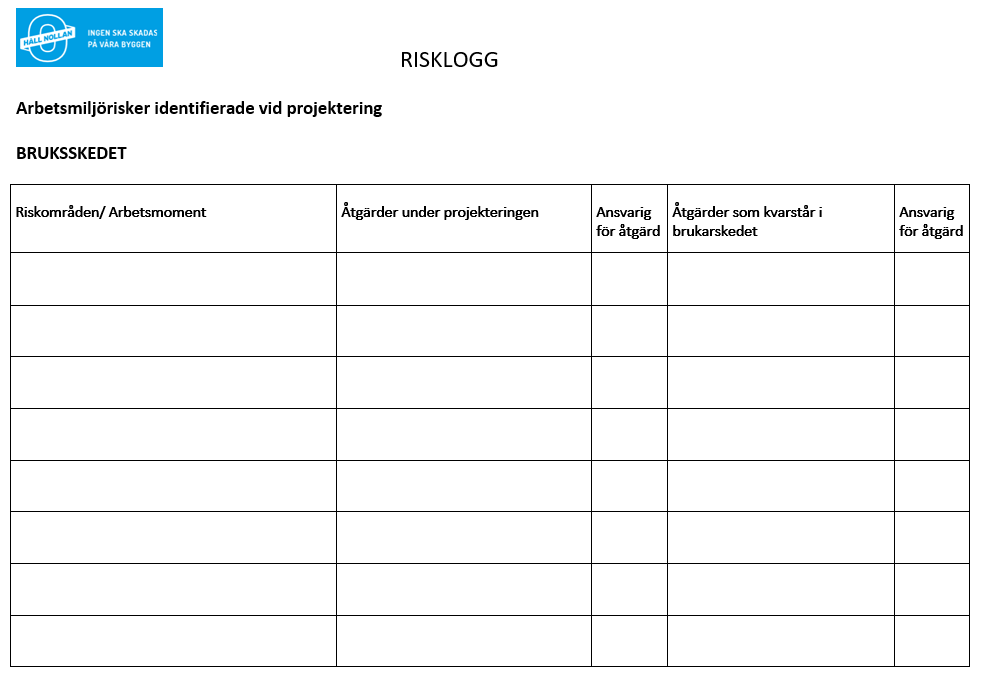 HÅLL NOLLAN
INGEN SKA SKADAS
PÅ VÅRA BYGGEN
RISKLOGG
Arbetsmiljörisker identifierade vid projektering
BRUKSSKEDET
Riskområden/ Arbetsmoment
Åtgärder under projekteringen
Ansvarig
för åtgärd
Åtgärder som kvarstår i
brukarskedet
Ansvarig
för åtgärd